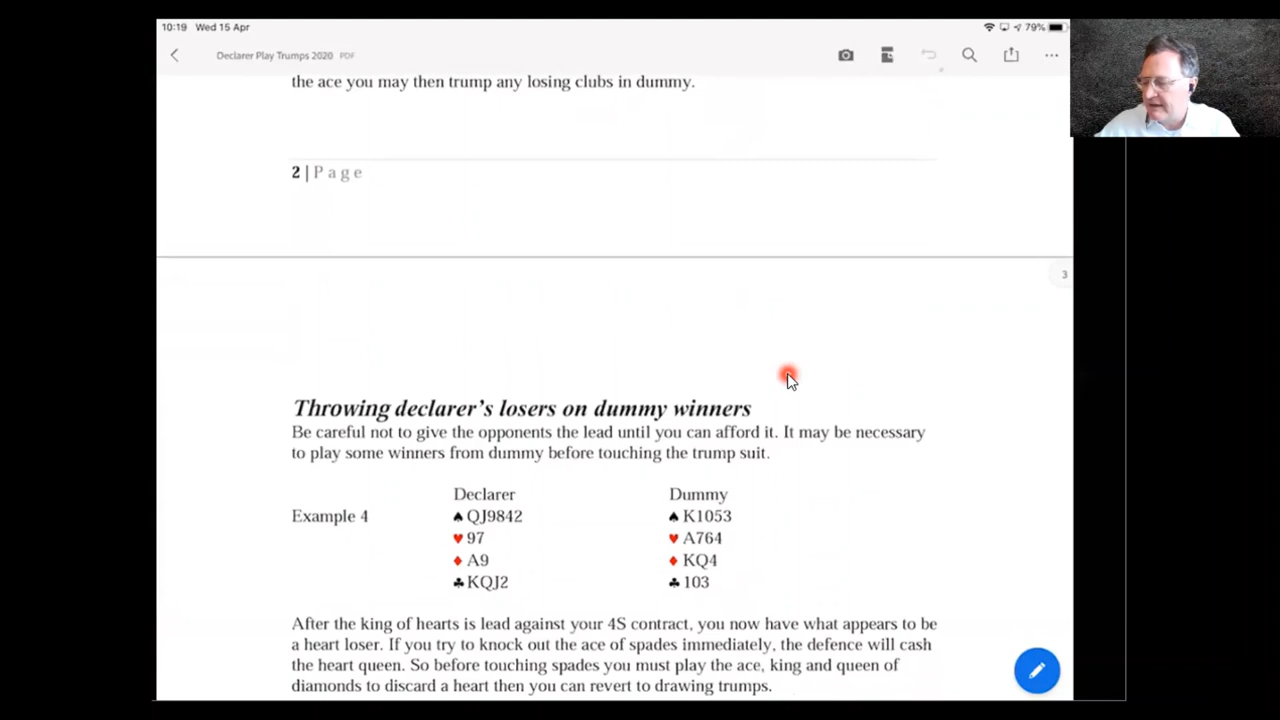 10:19 Wed 15 Apr 79%
Declarer Play Trumps 2020 PDF
the ace you may then trump any losing clubs in dummy.
2 | P a g e
3
Throwing declarer's losers on dummy winners
Be careful not to give the opponents the lead until you can afford it. It may be necessary
to play some winners from dummy before touching the trump suit.
Declarer Dummy
Example 4 ♠ QJ9842 ♠ K1053
♥ 97 ♥ A764
♦ A9 ♦ KQ4
♣ KQJ2 ♣ 103
After the king of hearts is lead against your 4S contract, you now have what appears to be
a heart loser. If you try to knock out the ace of spades immediately, the defence will cash
the heart queen. So before touching spades you must play the ace, king and queen of
diamonds to discard a heart then you can revert to drawing trumps.